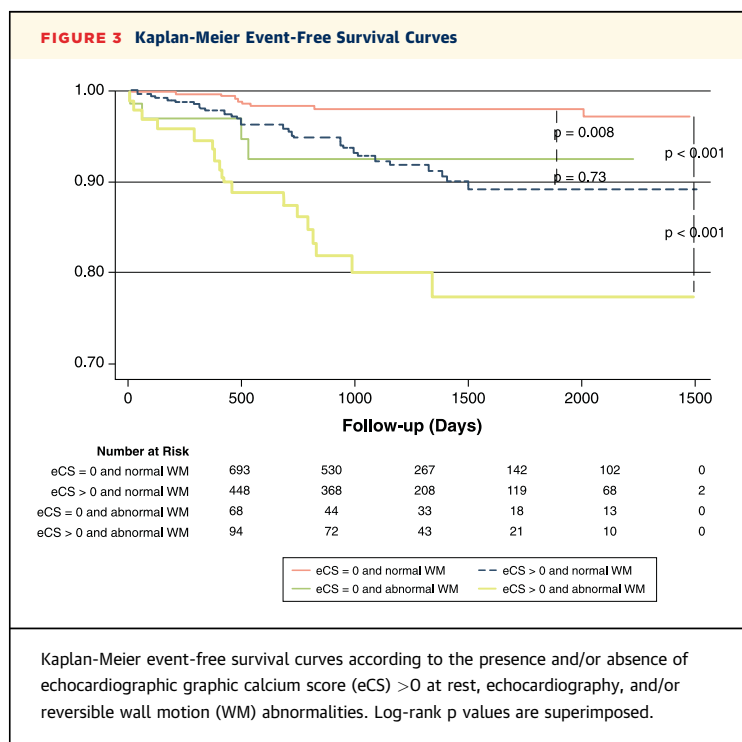 FIGURE 3 Kaplan-Meier Event-Free Survival Curves
1.00
p = 0.008
p < 0.001
0.90
p = 0.73
p < 0.001
0.80
0.70
0 500 1000 1500 2000 1500
Follow-up (Days)
Number at Risk
eCS = 0 and normal WM 693 530 267 142 102 0
eCS > 0 and normal WM 448 368 208 119 68 2
eCS = 0 and abnormal WM 68 44 33 18 13 0
eCS > 0 and abnormal WM 94 72 43 21 10 0
eCS = 0 and normal WM eCS > 0 and normal WM
eCS = 0 and abnormal WM eCS > 0 and abnormal WM
Kaplan-Meier event-free survival curves according to the presence and/or absence of
echocardiographic graphic calcium score (eCS) >0 at rest, echocardiography, and/or
reversible wall motion (WM) abnormalities. Log-rank p values are superimposed.